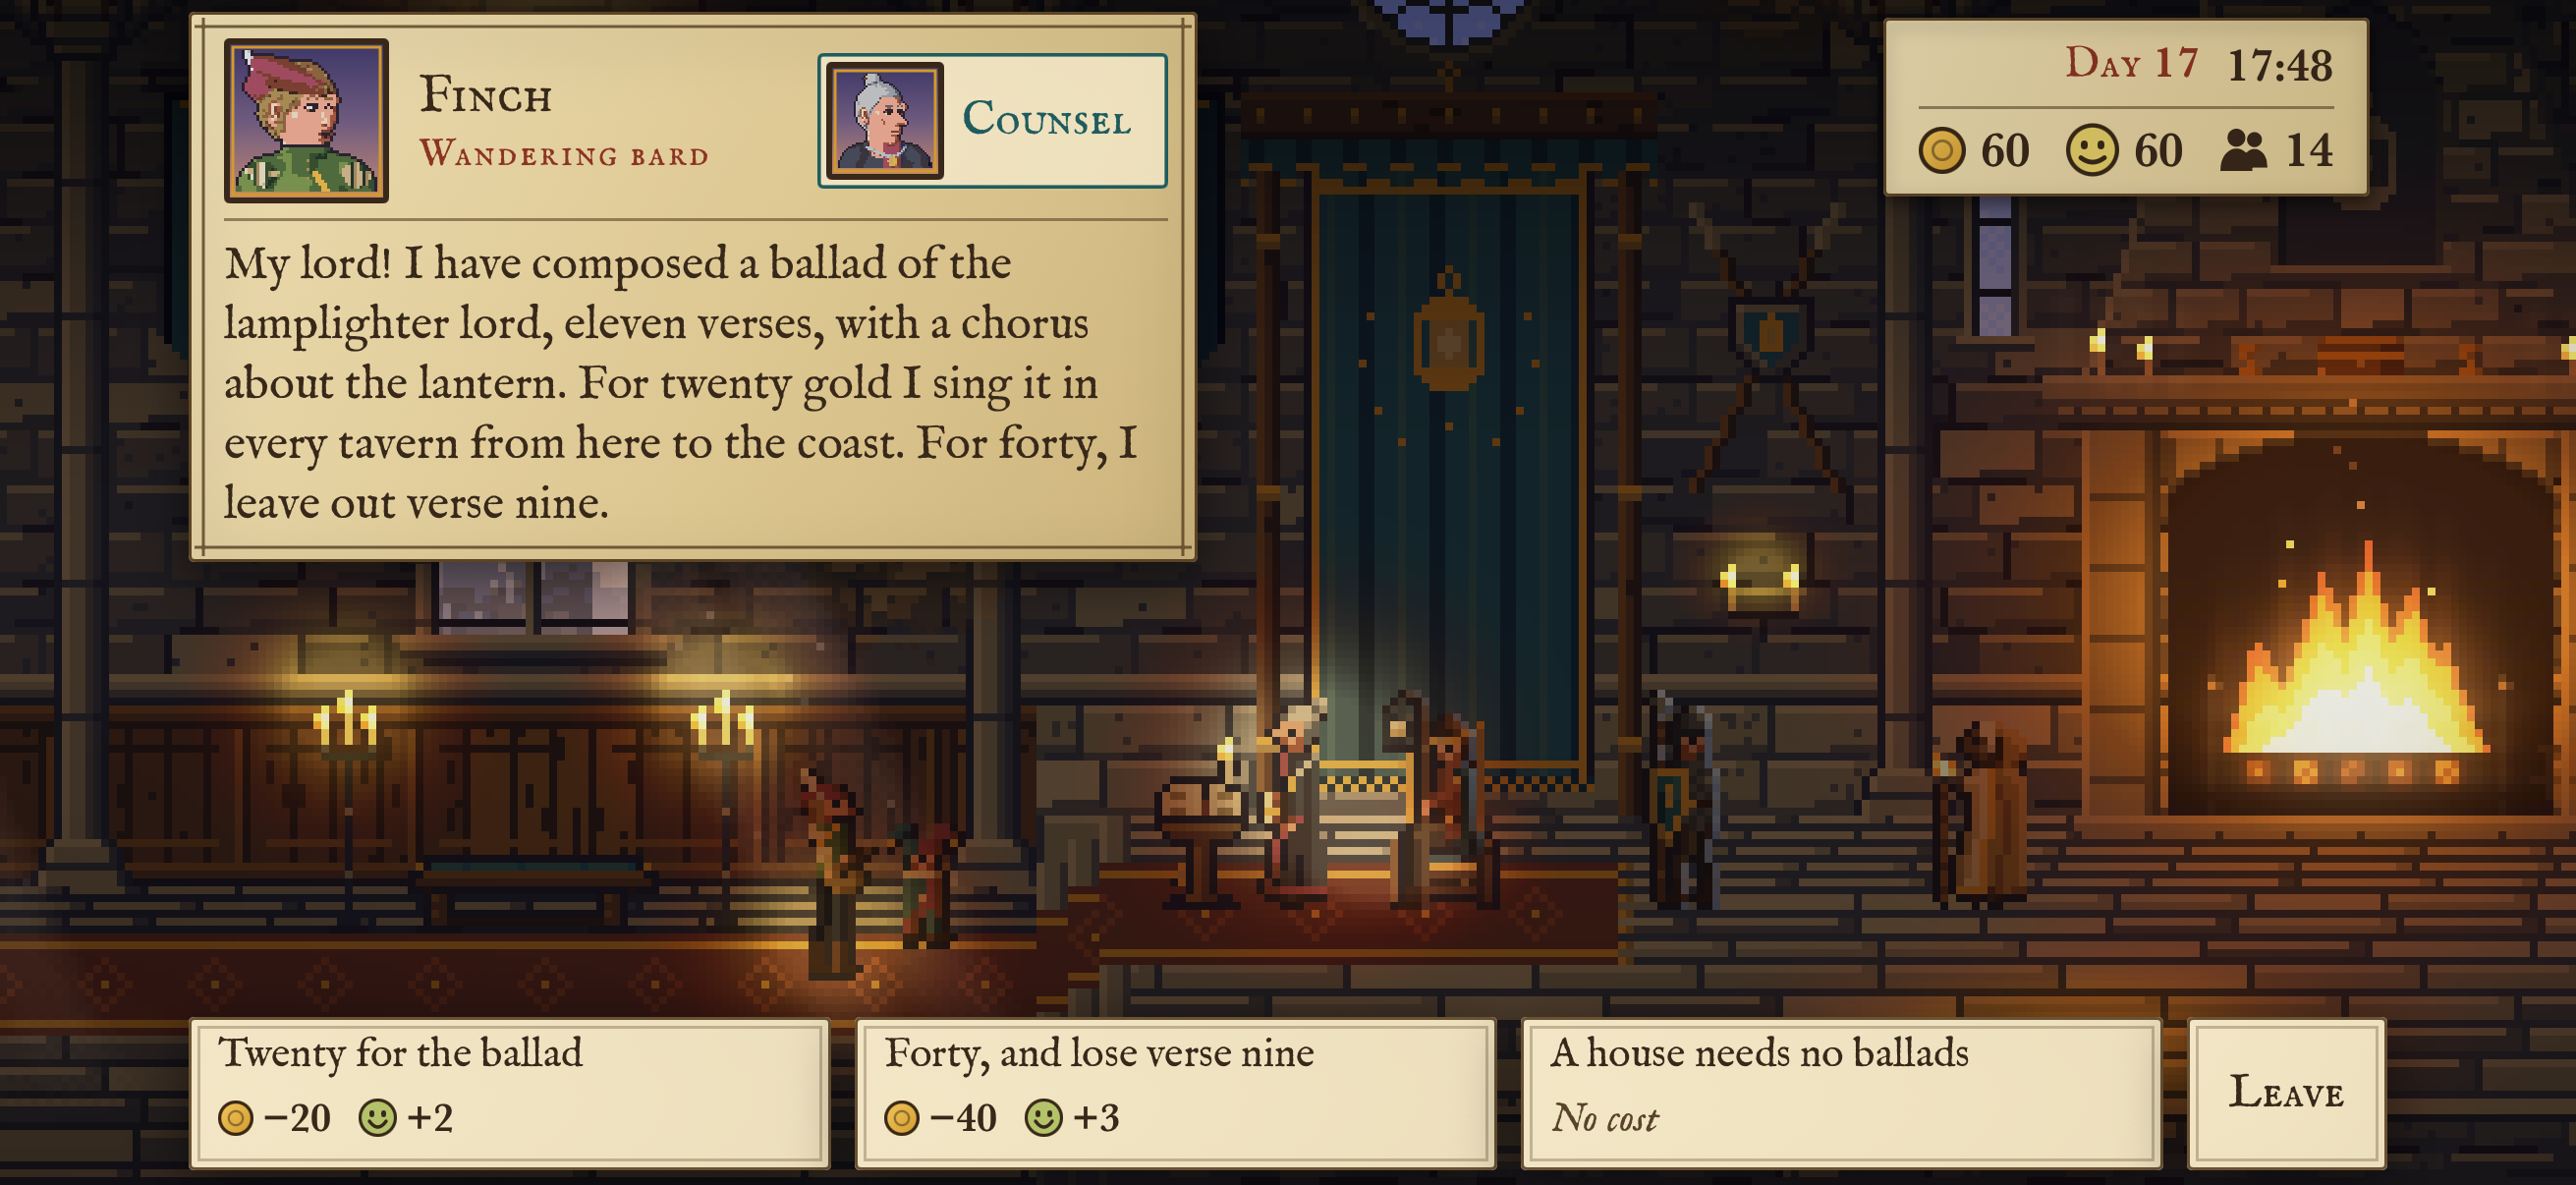 Finch
Wandering bard
Counsel
My lord! I have composed a ballad of the
lamplighter lord, eleven verses, with a chorus
about the lantern. For twenty gold I sing it in
every tavern from here to the coast. For forty, I
leave out verse nine.
Day 17 17:48
60 60 14
Twenty for the ballad
−20 +2
Forty, and lose verse nine
−40 +3
A house needs no ballads
No cost
Leave